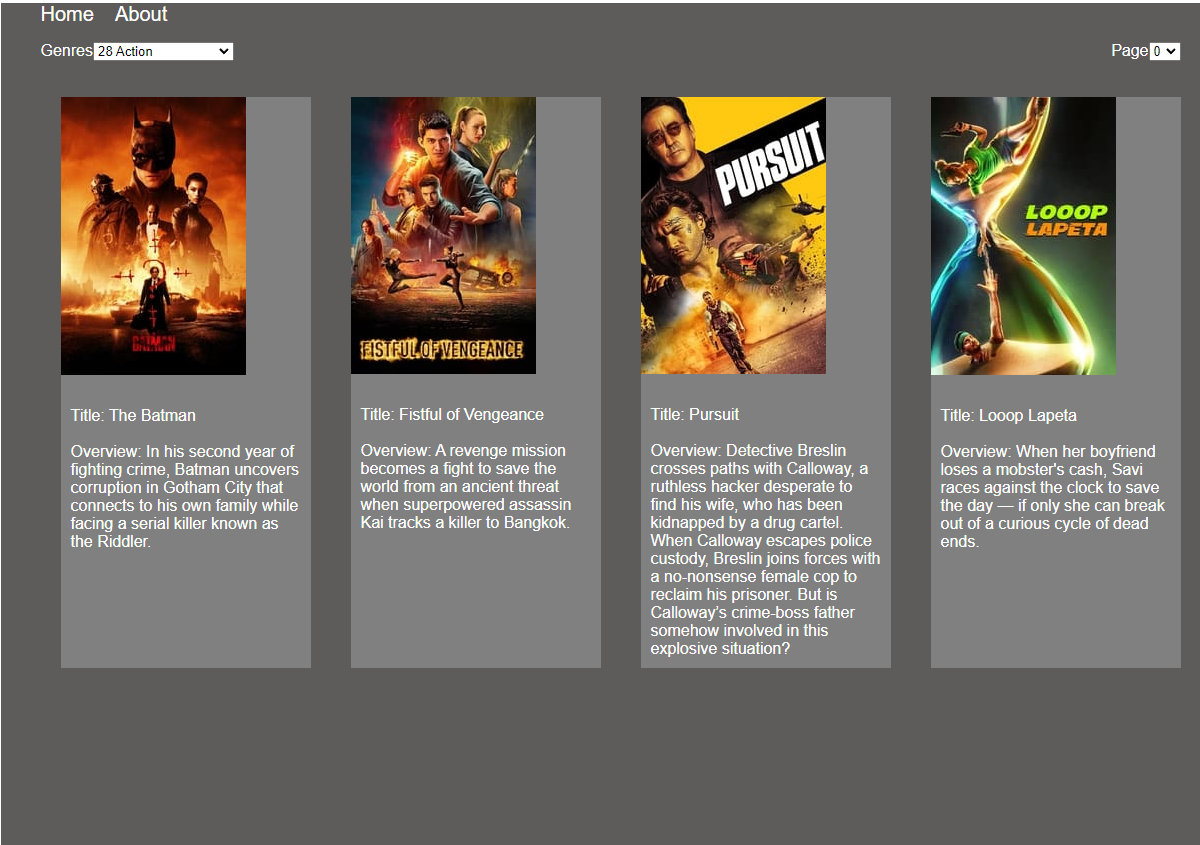 Home About
Genres 28 Action Page 0
BATMAN
FISTFUL OF VENGEANCE
PURSUIT
LOOOP
LAPETA
Title: The Batman
Overview: In his second year of
fighting crime, Batman uncovers
corruption in Gotham City that
connects to his own family while
facing a serial killer known as
the Riddler.
Title: Fistful of Vengeance
Overview: A revenge mission
becomes a fight to save the
world from an ancient threat
when superpowered assassin
Kai tracks a killer to Bangkok.
Title: Pursuit
Overview: Detective Breslin
crosses paths with Calloway, a
ruthless hacker desperate to
find his wife, who has been
kidnapped by a drug cartel.
When Calloway escapes police
custody, Breslin joins forces with
a no-nonsense female cop to
reclaim his prisoner. But is
Calloway’s crime-boss father
somehow involved in this
explosive situation?
Title: Looop Lapeta
Overview: When her boyfriend
loses a mobster's cash, Savi
races against the clock to save
the day — if only she can break
out of a curious cycle of dead
ends.